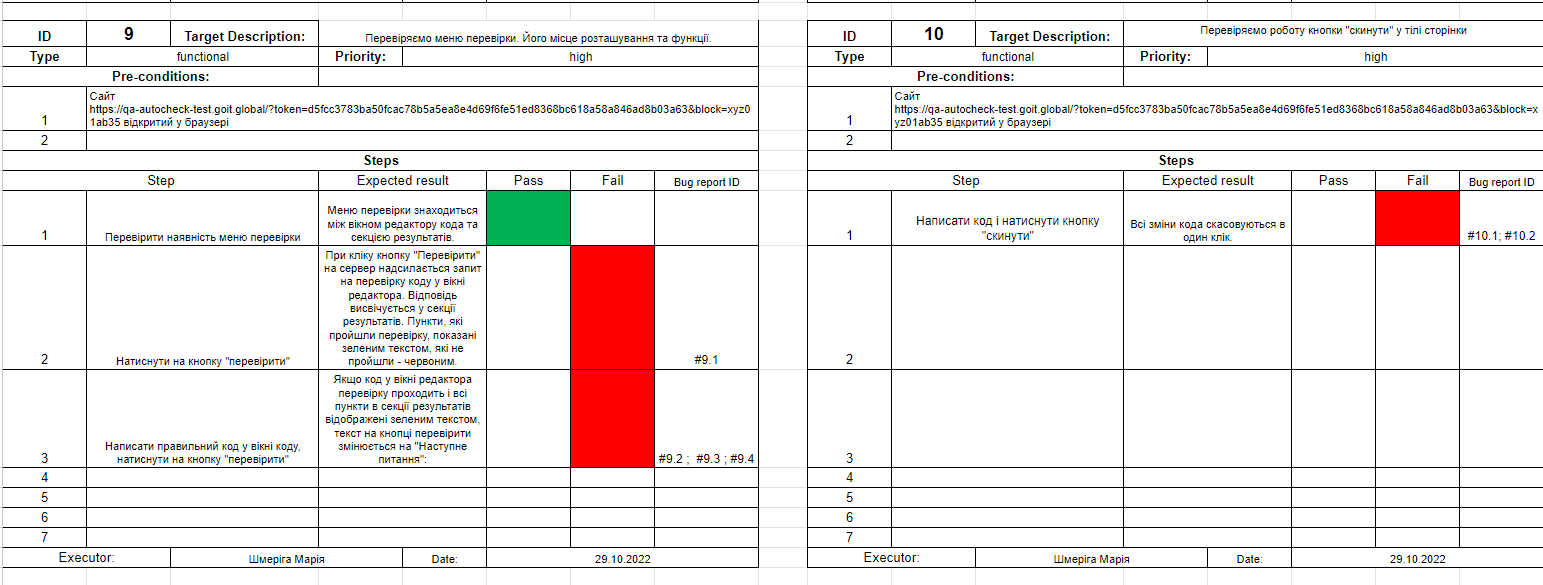 ID 9 Target Description: Перевіряємо меню перевірки. Його місце розташування та функції.
Type functional Priority: high
Pre-conditions:
1 Сайт
https://qa-autocheck-test.goit.global/?token=d5fcc3783ba50fcac78b5a5ea8e4d69f6fe51ed8368bc618a58a846ad8b03a63&block=xyz0
1ab35 відкритий у браузері
2
Steps
Step Expected result Pass Fail Bug report ID
1 Перевірити наявність меню перевірки
Меню перевірки знаходиться
між вікном редактору кода та
секцією результатів.
2 Натиснути на кнопку "перевірити"
При кліку кнопку "Перевірити"
на сервер надсилається запит
на перевірку коду у вікні
редактора. Відповідь
висвічується у секції
результатів. Пункти, які
пройшли перевірку, показані
зеленим текстом, які не
пройшли - червоним.
#9.1
3 Написати правильний код у вікні коду,
натиснути на кнопку "перевірити"
Якщо код у вікні редактора
перевірку проходить і всі
пункти в секції результатів
відображені зеленим текстом,
текст на кнопці перевірити
змінюється на "Наступне
питання":
#9.2 ; #9.3 ; #9.4
4
5
6
7
Executor: Шмеріга Марія Date: 29.10.2022
ID 10 Target Description: Перевіряємо роботу кнопки "скинути" у тілі сторінки
Type functional Priority: high
Pre-conditions:
1 Сайт
https://qa-autocheck-test.goit.global/?token=d5fcc3783ba50fcac78b5a5ea8e4d69f6fe51ed8368bc618a58a846ad8b03a63&block=x
yz01ab35 відкритий у браузері
2
Steps
Step Expected result Pass Fail Bug report ID
1 Написати код і натиснути кнопку
"скинути"
Всі зміни кода скасовуються в
один клік.
#10.1; #10.2
2
3
4
5
6
7
Executor: Шмеріга Марія Date: 29.10.2022